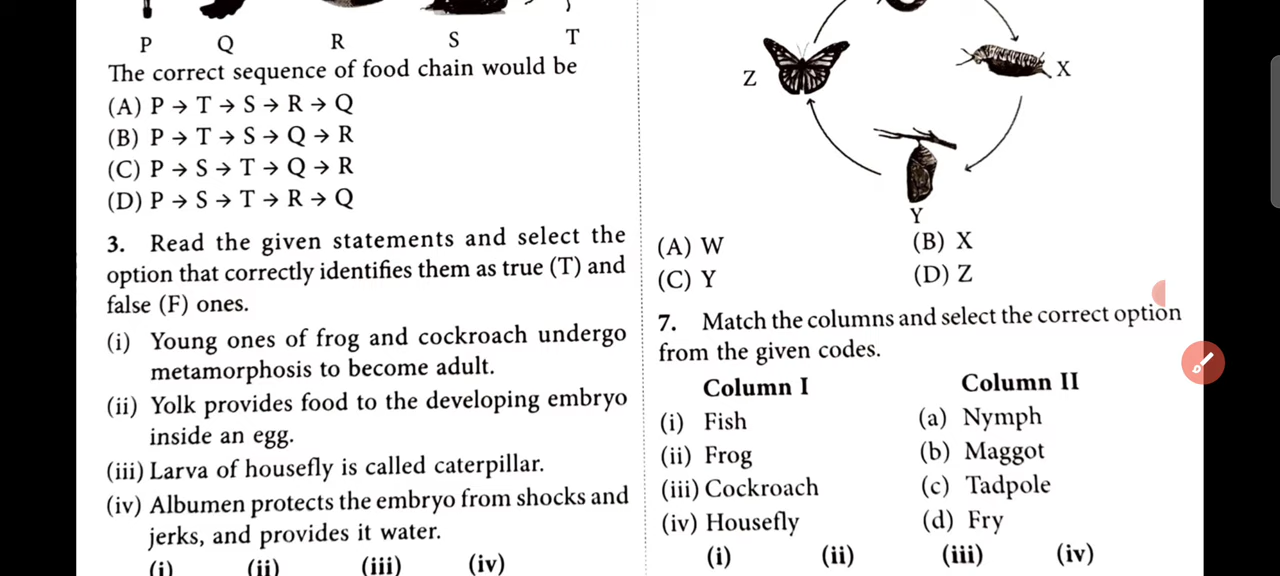 P Q R S T
The correct sequence of food chain would be
(A) P → T → S → R → Q
(B) P → T → S → Q → R
(C) P → S → T → Q → R
(D) P → S → T → R → Q
3. Read the given statements and select the
option that correctly identifies them as true (T) and
false (F) ones.
(i) Young ones of frog and cockroach undergo
metamorphosis to become adult.
(ii) Yolk provides food to the developing embryo
inside an egg.
(iii) Larva of housefly is called caterpillar.
(iv) Albumen protects the embryo from shocks and
jerks, and provides it water.
(i) (ii) (iii) (iv)
Z X
Y
(A) W (B) X
(C) Y (D) Z
7. Match the columns and select the correct option
from the given codes.
Column I Column II
(i) Fish (a) Nymph
(ii) Frog (b) Maggot
(iii) Cockroach (c) Tadpole
(iv) Housefly (d) Fry
(i) (ii) (iii) (iv)